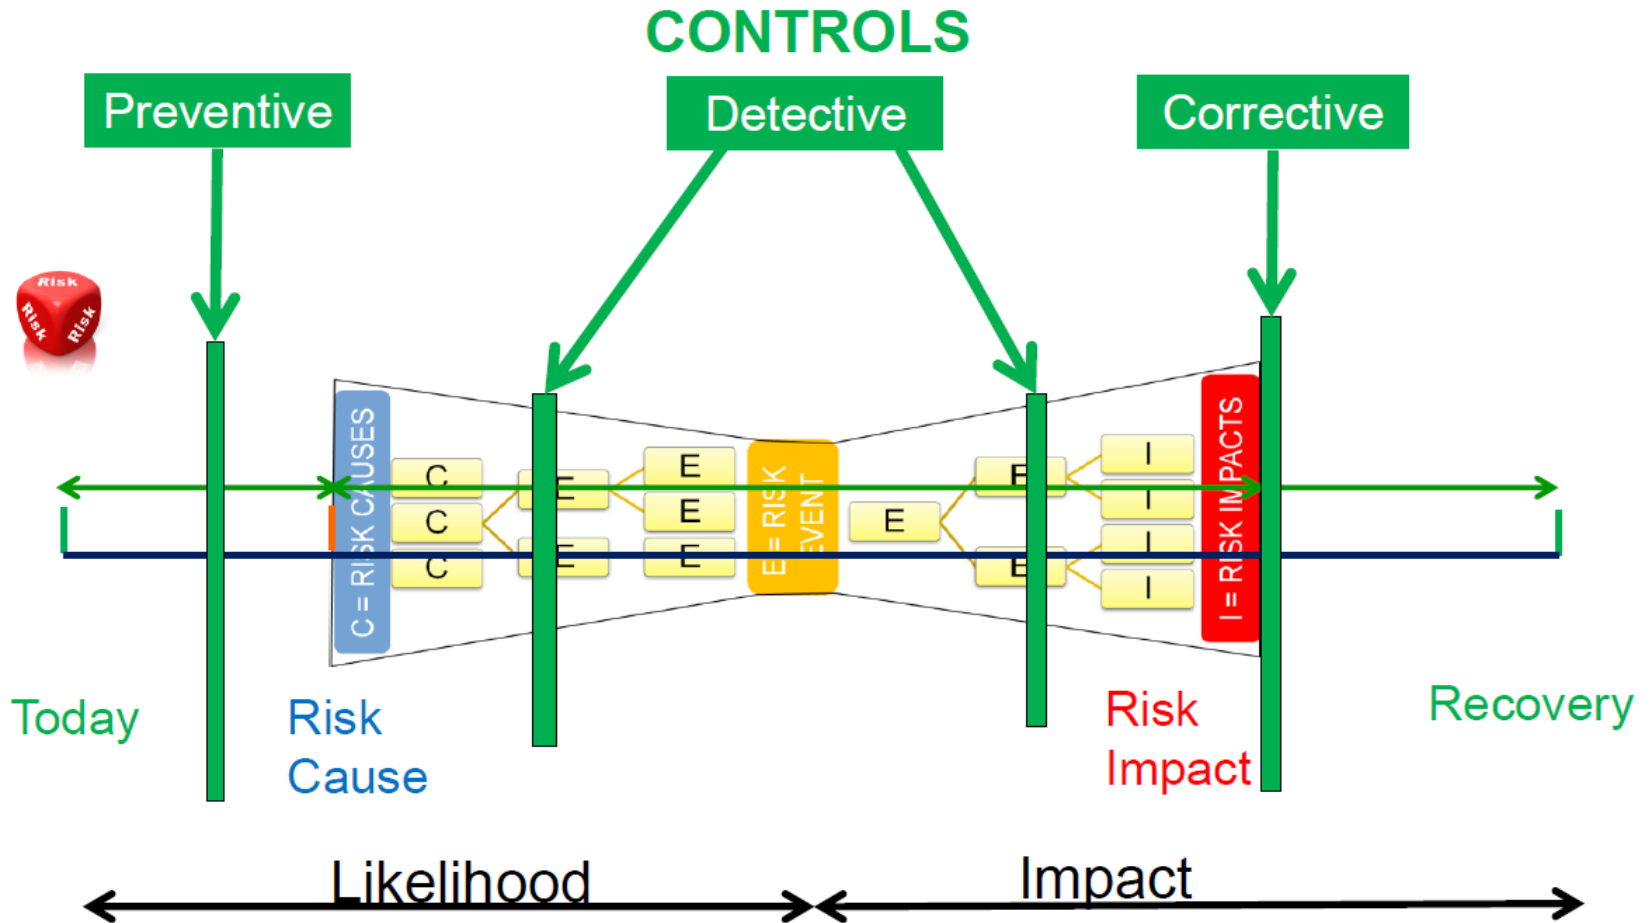 CONTROLS
Preventive
Detective
Corrective
Risk
Risk
Risk
C = RISK CAUSES
C
C
C
E
E
E
E
E
E = RISK
EVENT
E
E
E
I
I
I
I
I = RISK IMPACTS
Today
Risk
Cause
Risk
Impact
Recovery
Likelihood
Impact